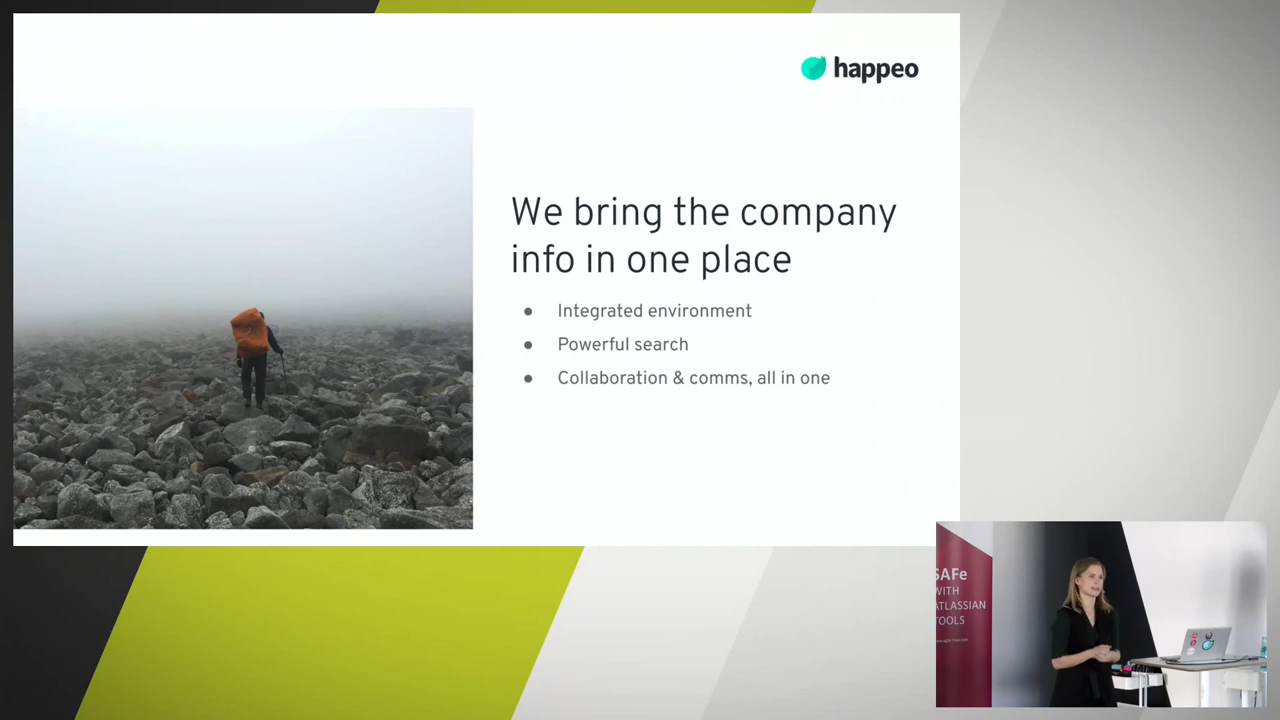 happeo
We bring the company
info in one place
● Integrated environment
● Powerful search
● Collaboration & comms, all in one
SAFe
WITH
ATLASSIAN
TOOLS